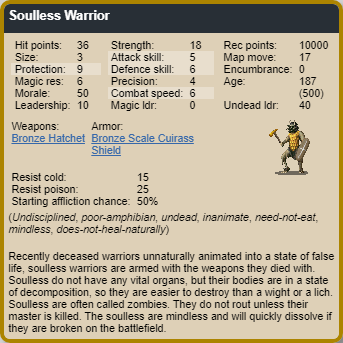 Soulless Warrior
Hit points: 36 Strength: 18 Rec points: 10000
Size: 3 Attack skill: 5 Map move: 17
Protection: 9 Defence skill: 6 Encumbrance: 0
Magic res: 6 Precision: 4 Age: 187
Morale: 50 Combat speed: 6 (500)
Leadership: 10 Magic ldr: 0 Undead ldr: 40
Weapons: Armor:
Bronze Hatchet Bronze Scale Cuirass
Shield
Resist cold: 15
Resist poison: 25
Starting affliction chance: 50%
(Undisciplined, poor-amphibian, undead, inanimate, need-not-eat,
mindless, does-not-heal-naturally)
Recently deceased warriors unnaturally animated into a state of false
life, soulless warriors are armed with the weapons they died with.
Soulless do not have any vital organs, but their bodies are in a state
of decomposition, so they are easier to destroy than a wight or a lich.
Soulless are often called zombies. They do not rout unless their
master is killed. The soulless are mindless and will quickly dissolve if
they are broken on the battlefield.